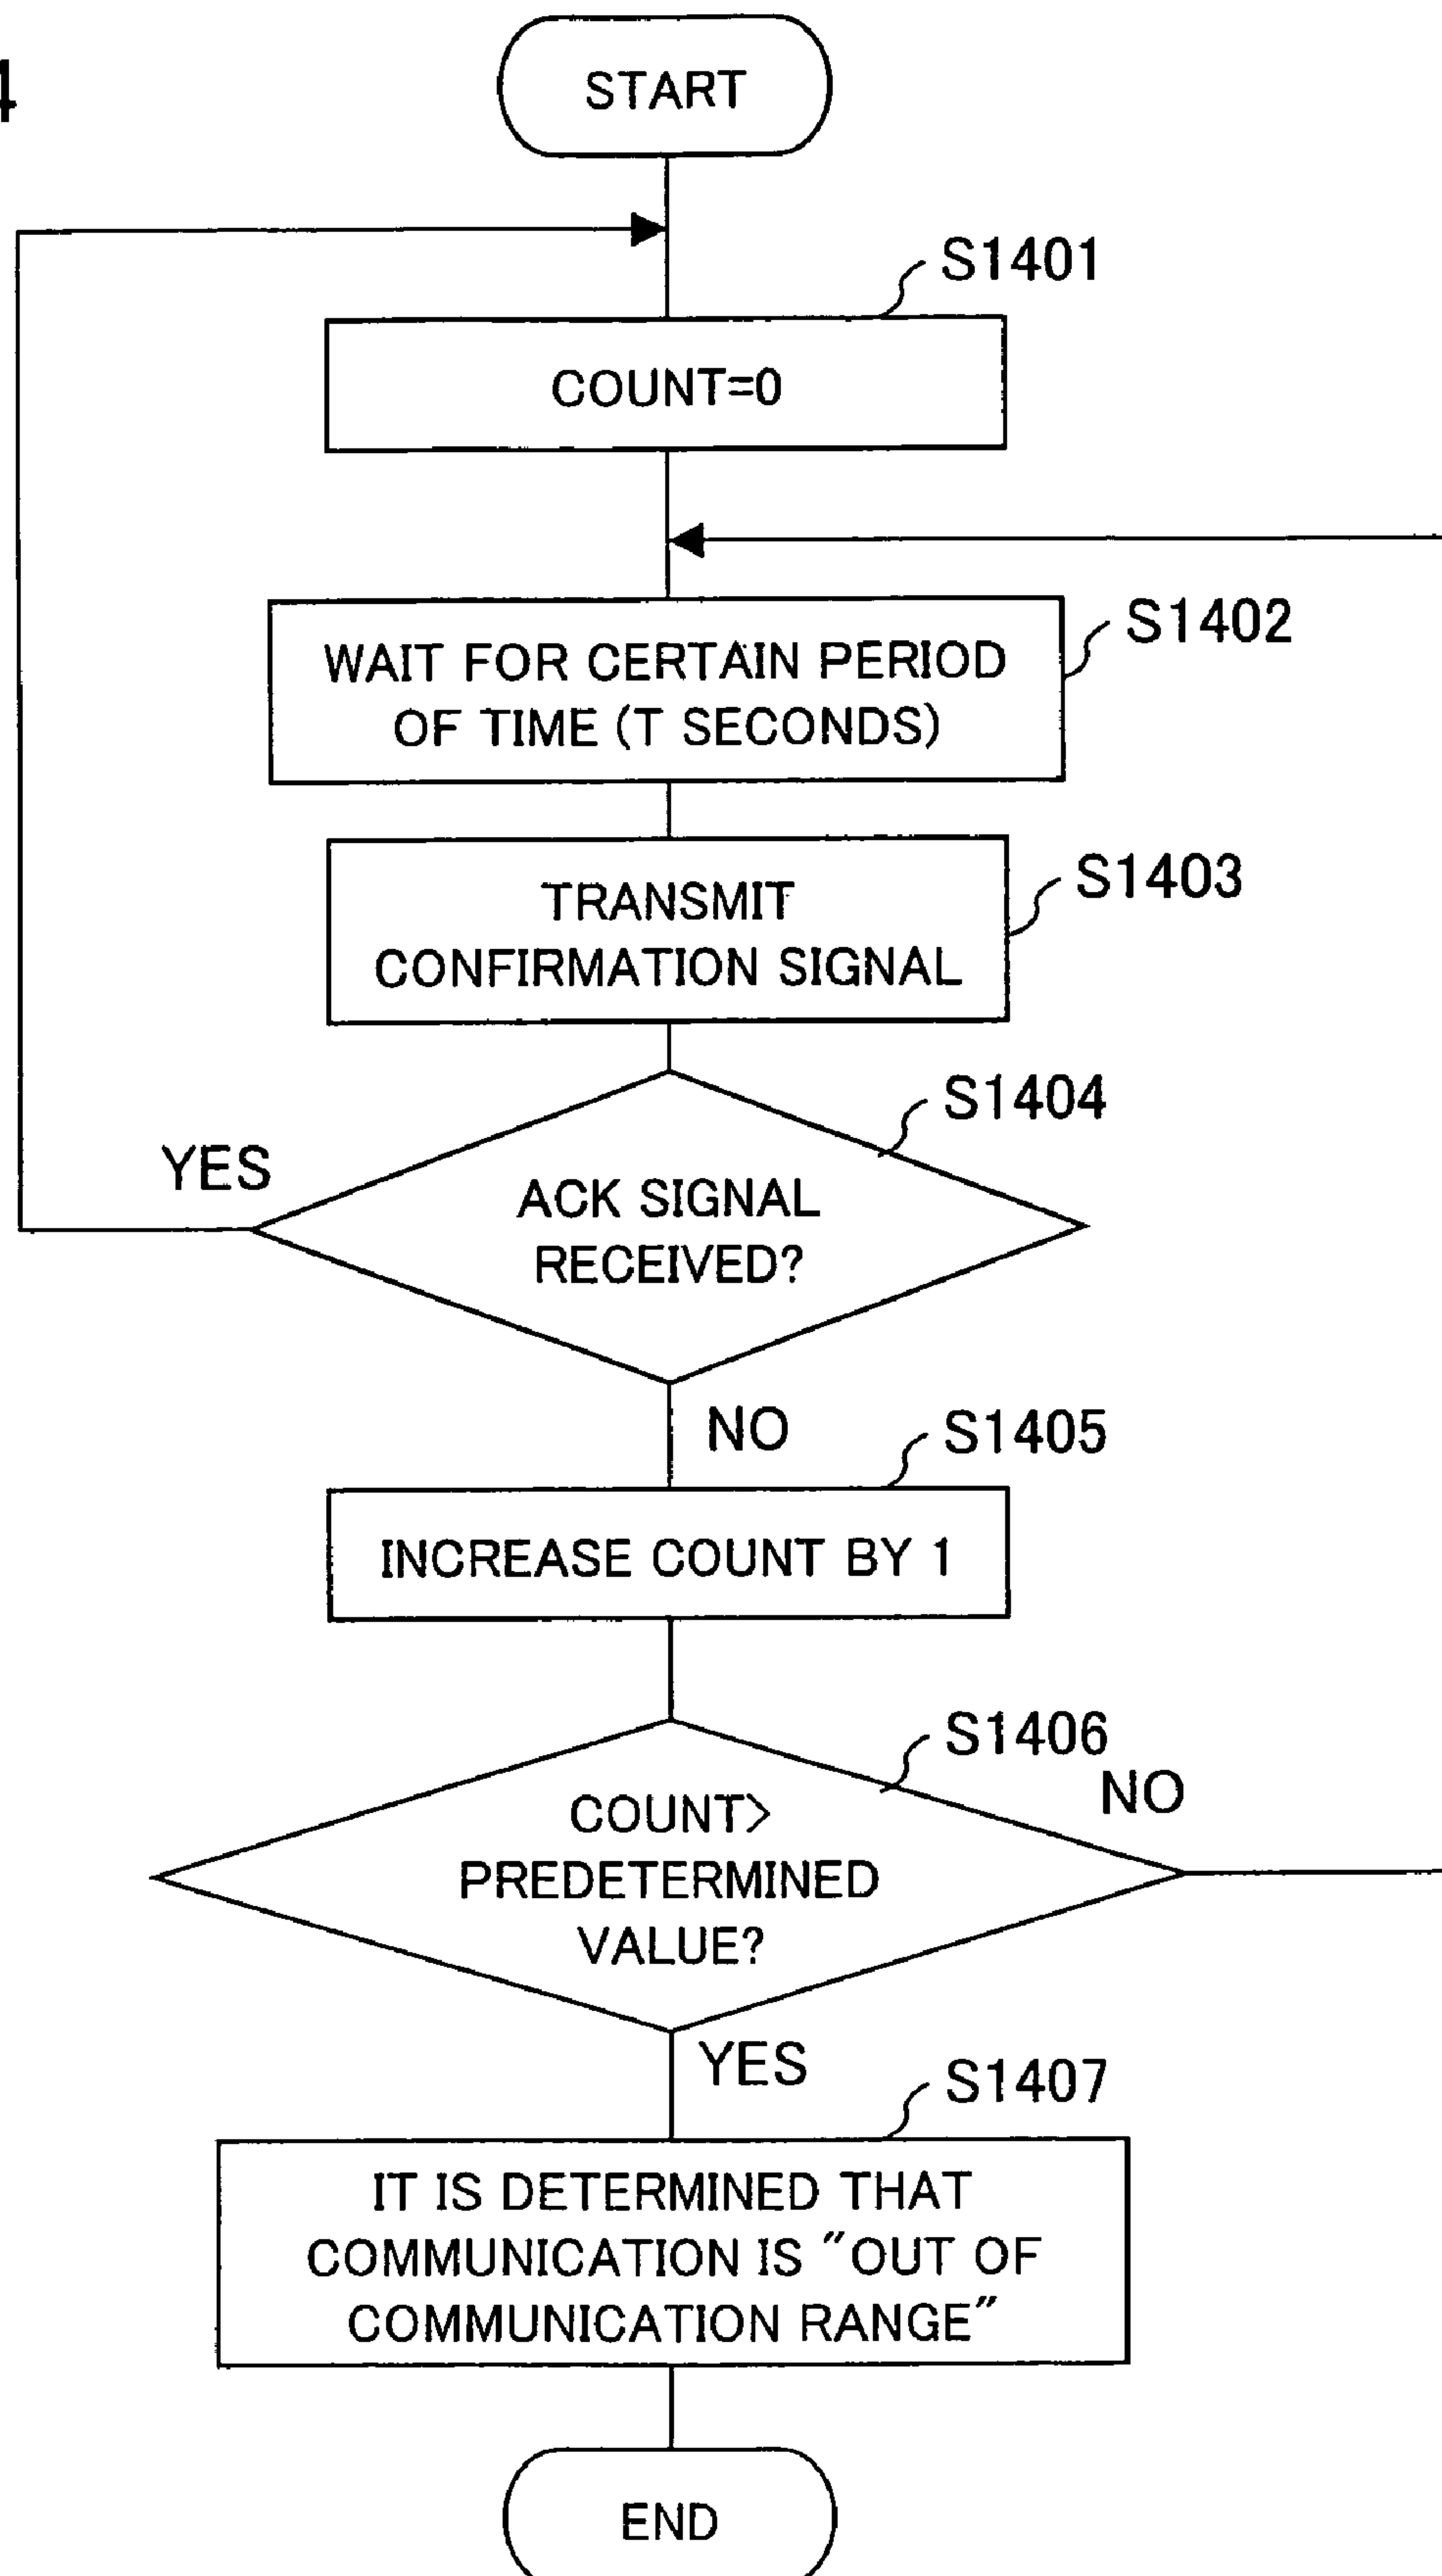 4
START
S1401
COUNT=0
S1402
WAIT FOR CERTAIN PERIOD
OF TIME (T SECONDS)
S1403
TRANSMIT
CONFIRMATION SIGNAL
S1404
YES
ACK SIGNAL
RECEIVED?
NO
S1405
INCREASE COUNT BY 1
S1406
NO
COUNT>
PREDETERMINED
VALUE?
YES
S1407
IT IS DETERMINED THAT
COMMUNICATION IS "OUT OF
COMMUNICATION RANGE"
END